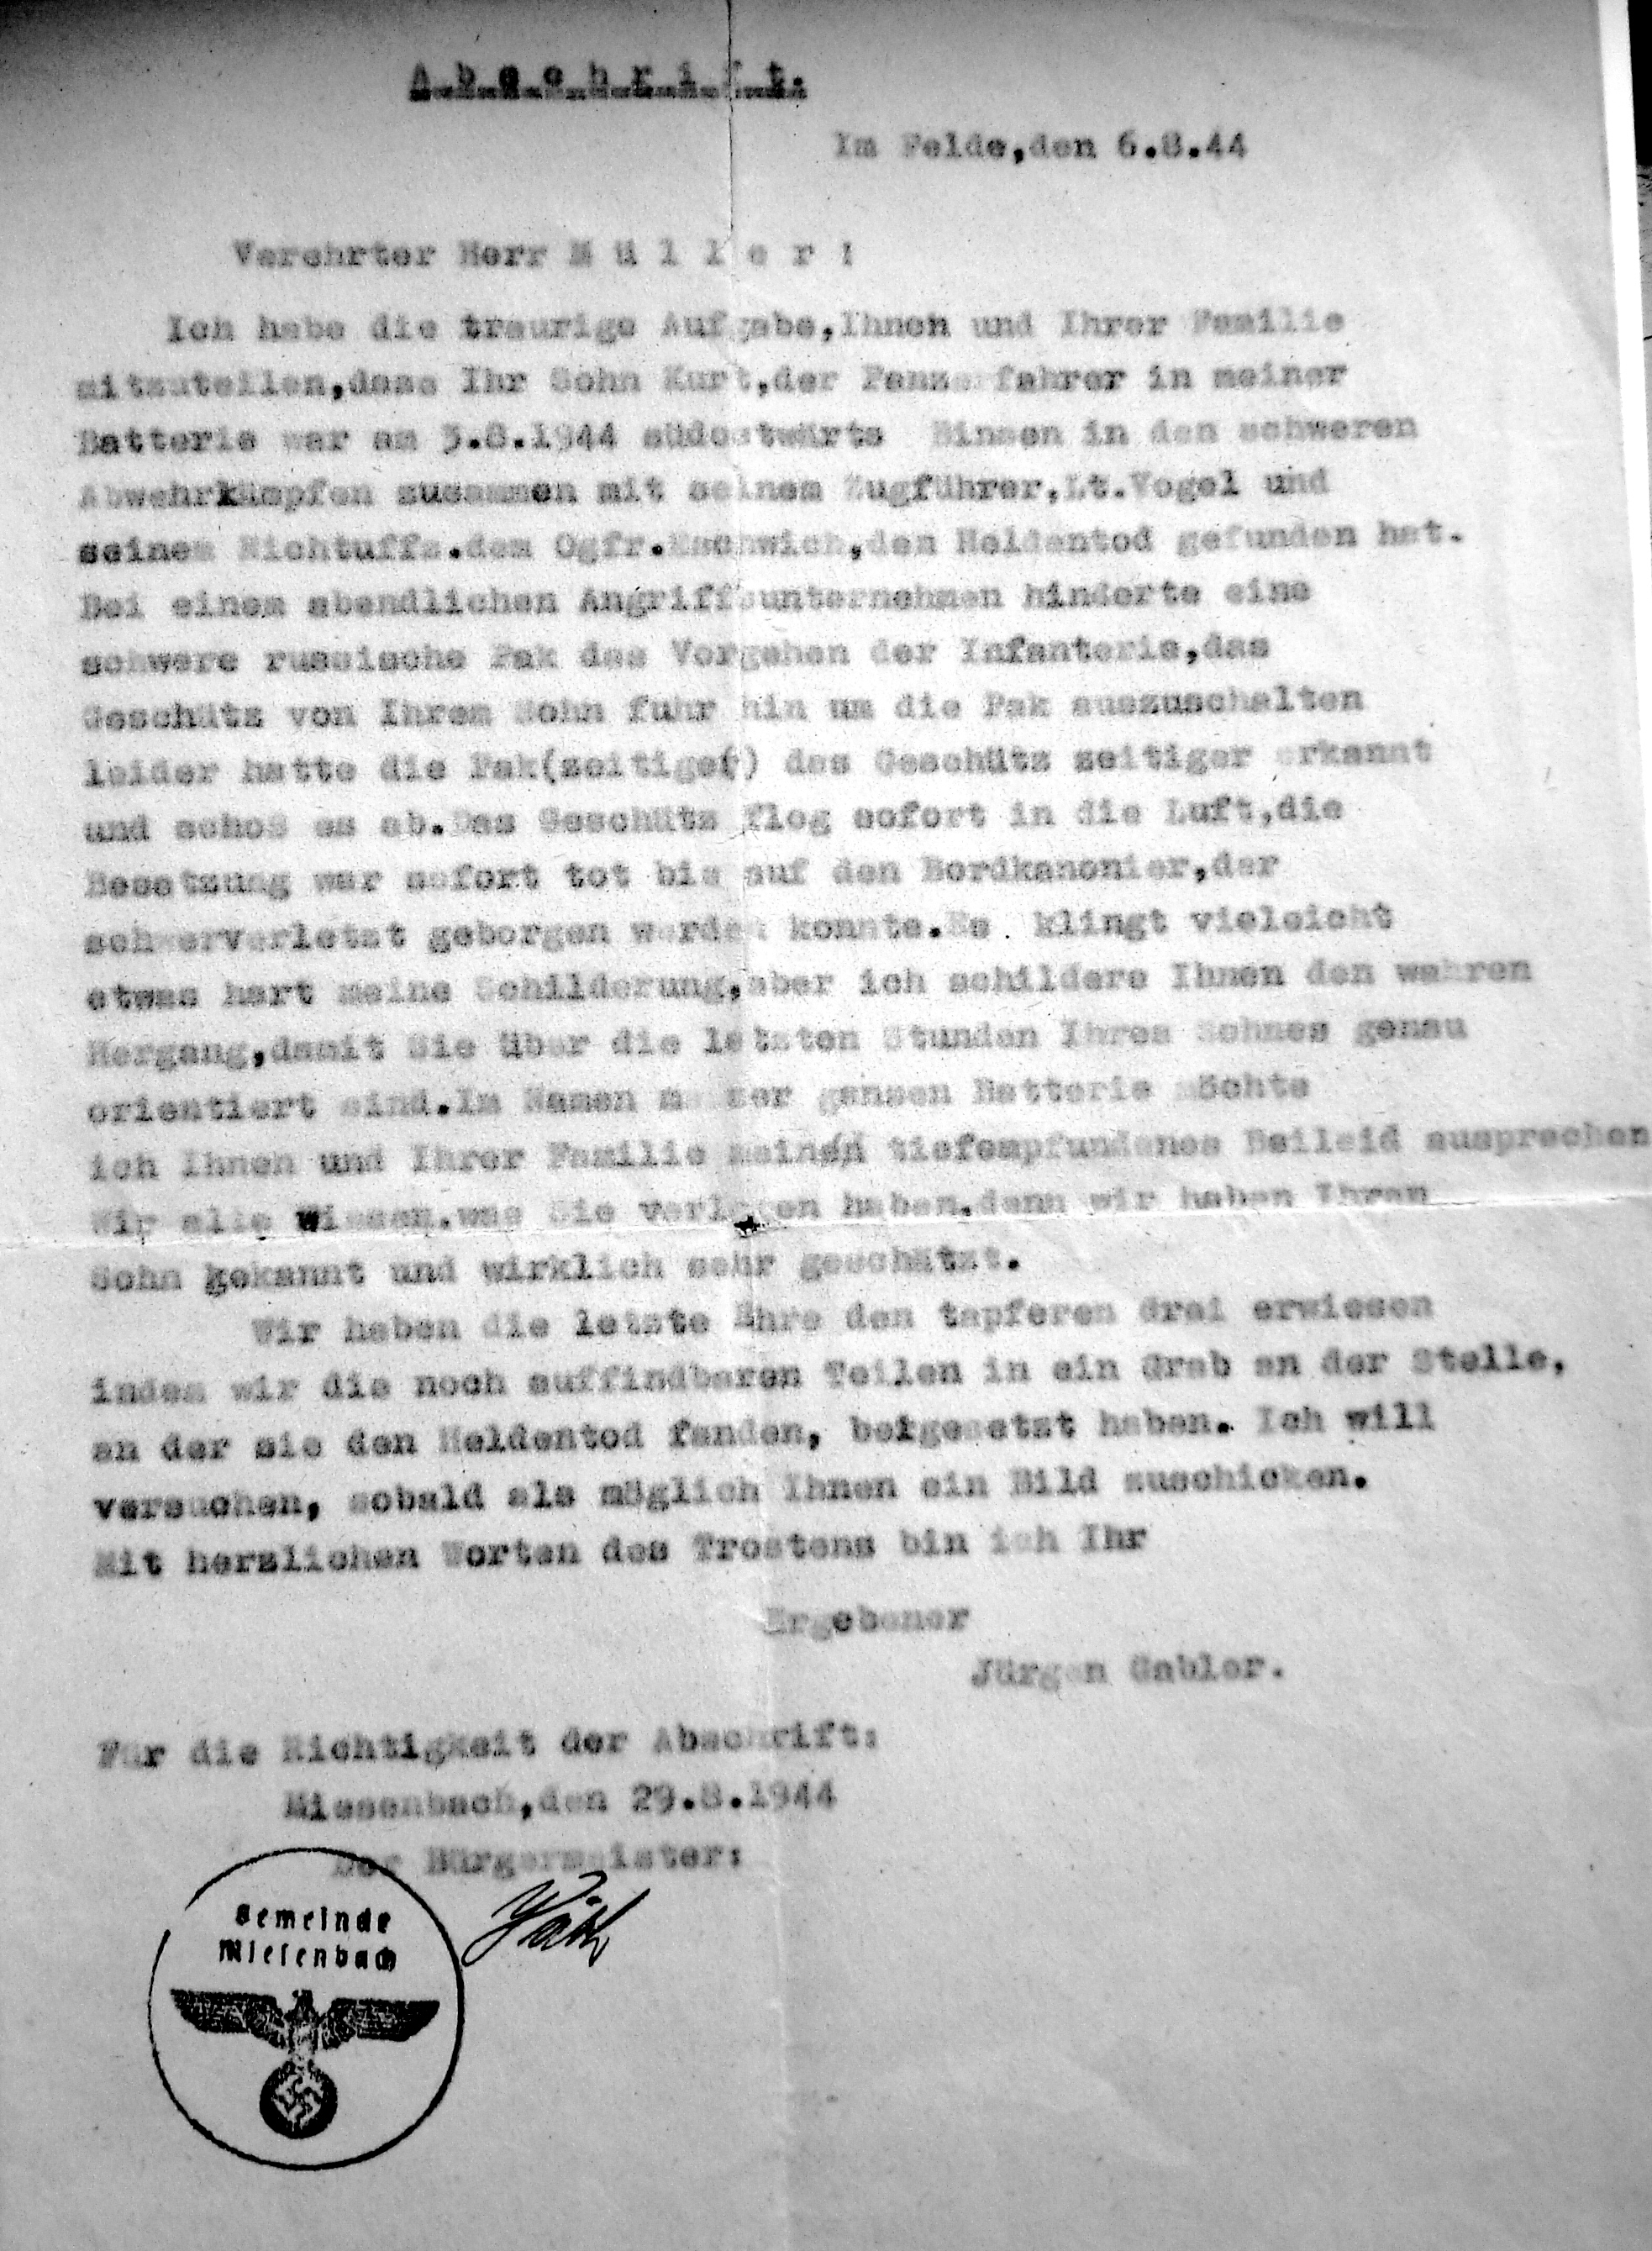 A b s c h r i f t.
Im Felde,den 6.8.44
Verehrter Herr M ü l l e r !
Ich habe die traurige Aufgabe,Ihnen und Ihrer Familie
mitzuteilen,dass Ihr Sohn Kurt,der Panzerfahrer in meiner
Batterie war am 5.8.1944 südostwärts in den schweren
Abwehrkämpfen zusammen mit seinem Zugführer,Lt.Vogel und
seinem Richtuffz.dem Ogfr. den Heldentod gefunden hat.
Bei einem abendlichen Angriffsunternehmen hinderte eine
schwere russische Pak das Vorgehen der Infanterie,das
Geschütz von Ihrem Sohn fuhr hin um die Pak auszuschalten
leider hatte die Pak(zeitiger) das Geschütz zeitiger erkannt
und schoß es ab.Das Geschütz flog sofort in die Luft,die
Besatzung war sofort tot bis auf den Bordkanonier,der
schwerverletzt geborgen werden konnte.Es klingt vieleicht
etwas hart meine Schilderung,aber ich schildere Ihnen den wahren
Hergang,damit Sie über die letzten Stunden Ihres Sohnes genau
orientiert sind.Im Namen meiner ganzen Batterie möchte
ich Ihnen und Ihrer Familie meinen tiefempfundenes Beileid ausprechen
Wir alle wissen,was Sie verloren haben,denn wir haben Ihren
Sohn gekannt und wirklich sehr geschätzt.
Wir haben die letzte Ehre den tapferen drei erwiesen
indem wir die noch auffindbaren Teilen in ein Grab an der Stelle,
an der sie den Heldentod fanden, beigesetzt haben. Ich will
versuchen, sobald als möglich Ihnen ein Bild zuschicken.
Mit herzlichen Worten des Trostens bin ich Ihr
Ergebener
Jürgen Gabler.
Für die Richtigkeit der Abschrift:
Miesenbach,den 29.8.1944
Der Bürgermeister:
Gemeinde
Miesenbach